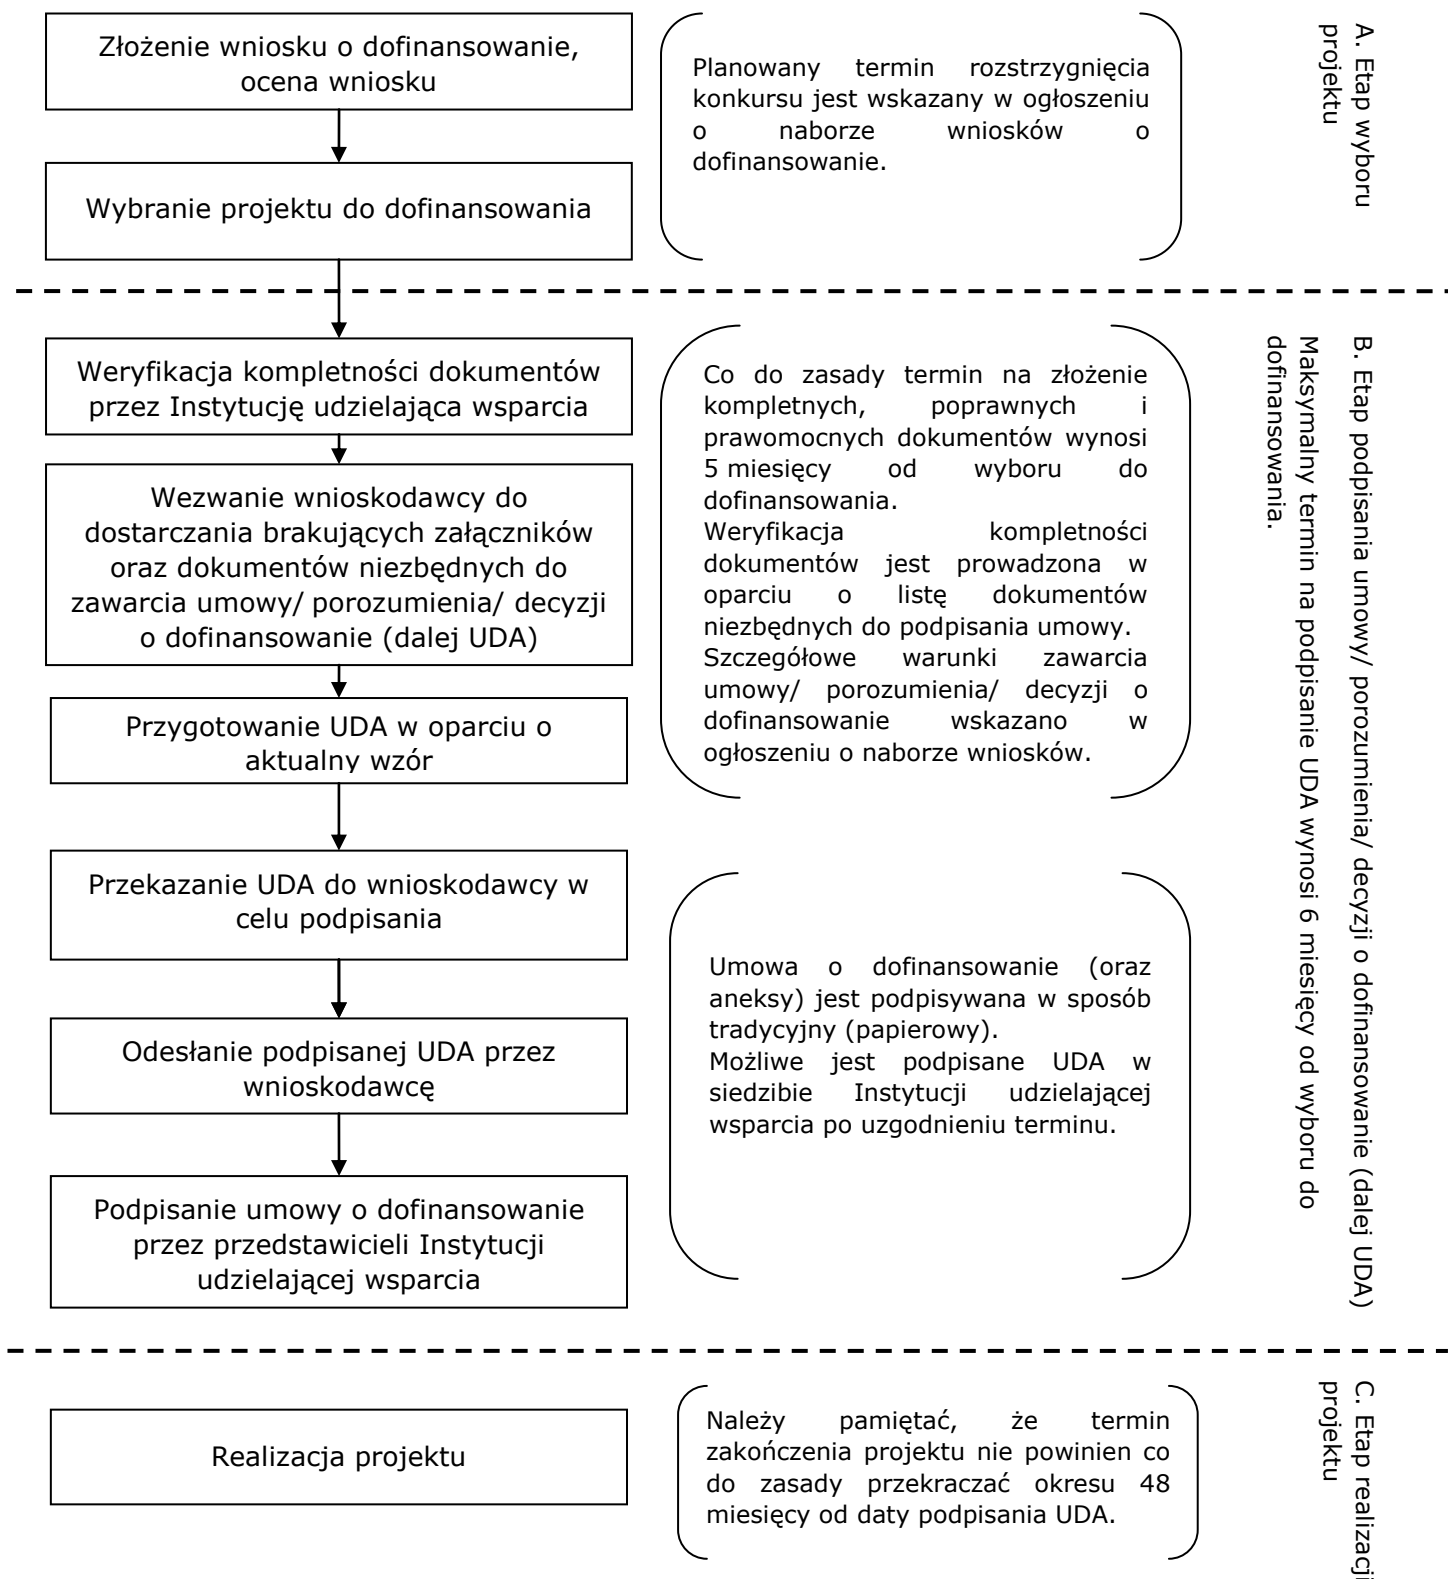 Złożenie wniosku o dofinansowanie,
ocena wniosku
Planowany termin rozstrzygnięcia
konkursu jest wskazany w ogłoszeniu
o naborze wniosków o
dofinansowanie.
Wybranie projektu do dofinansowania
A. Etap wyboru
projektu
Weryfikacja kompletności dokumentów
przez Instytucję udzielająca wsparcia
Wezwanie wnioskodawcy do
dostarczania brakujących załączników
oraz dokumentów niezbędnych do
zawarcia umowy/ porozumienia/ decyzji
o dofinansowanie (dalej UDA)
Przygotowanie UDA w oparciu o
aktualny wzór
Co do zasady termin na złożenie
kompletnych, poprawnych i
prawomocnych dokumentów wynosi
5 miesięcy od wyboru do
dofinansowania.
Weryfikacja kompletności
dokumentów jest prowadzona w
oparciu o listę dokumentów
niezbędnych do podpisania umowy.
Szczegółowe warunki zawarcia
umowy/ porozumienia/ decyzji o
dofinansowanie wskazano w
ogłoszeniu o naborze wniosków.
Przekazanie UDA do wnioskodawcy w
celu podpisania
Odesłanie podpisanej UDA przez
wnioskodawcę
Podpisanie umowy o dofinansowanie
przez przedstawicieli Instytucji
udzielającej wsparcia
Umowa o dofinansowanie (oraz
aneksy) jest podpisywana w sposób
tradycyjny (papierowy).
Możliwe jest podpisane UDA w
siedzibie Instytucji udzielającej
wsparcia po uzgodnieniu terminu.
B. Etap podpisania umowy/ porozumienia/ decyzji o dofinansowanie (dalej UDA)
Maksymalny termin na podpisanie UDA wynosi 6 miesięcy od wyboru do
dofinansowania.
Realizacja projektu
Należy pamiętać, że termin
zakończenia projektu nie powinien co
do zasady przekraczać okresu 48
miesięcy od daty podpisania UDA.
C. Etap realizacji
projektu